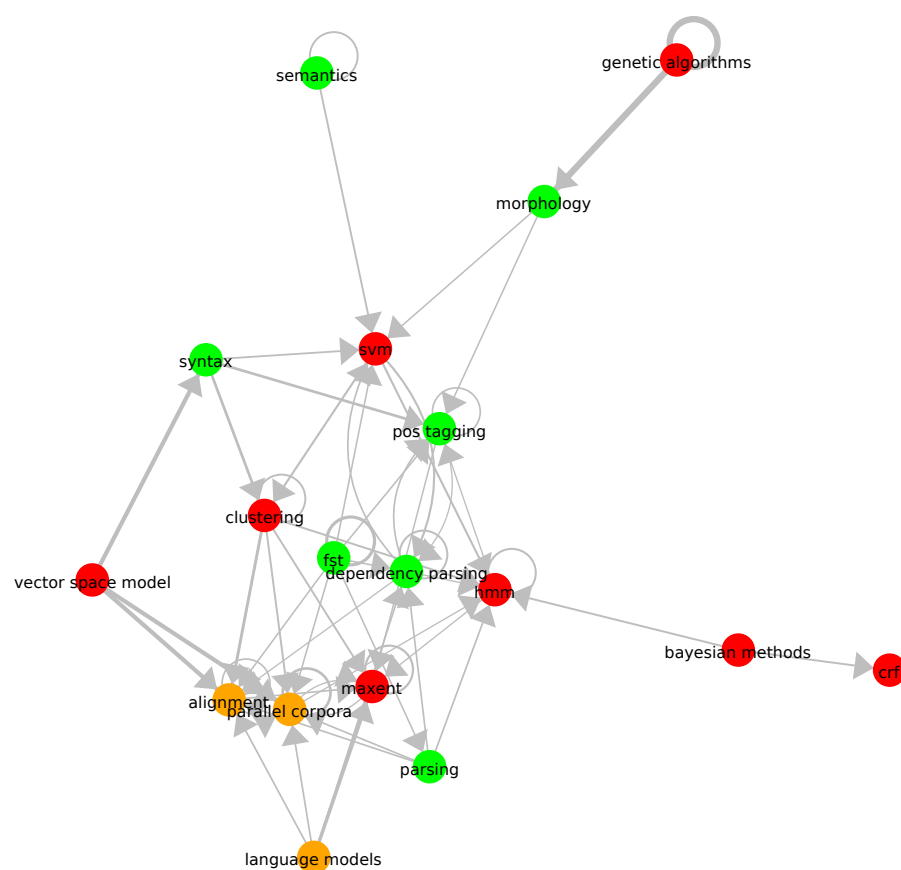 genetic algorithms
semantics
morphology
svm
syntax
pos tagging
clustering
fst
dependency parsing
vector space model
hmm
bayesian methods
crf
maxent
alignment
parallel corpora
parsing
language models